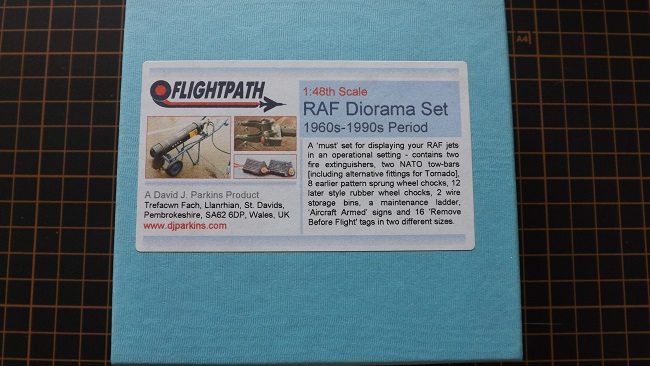 FLIGHTPATH
1:48th Scale
RAF Diorama Set
1960s-1990s Period
A 'must' set for displaying your RAF jets
in an operational setting - contains two
fire extinguishers, two NATO tow-bars
[including alternative fittings for Tornado],
8 earlier pattern sprung wheel chocks, 12
later style rubber wheel chocks, 2 wire
storage bins, a maintenance ladder,
'Aircraft Armed' signs and 16 'Remove
Before Flight' tags in two different sizes.
A David J. Parkins Product
Trefacwn Fach, Llanrhian, St. Davids,
Pembrokeshire, SA62 6DP, Wales, UK
www.djparkins.com
A4